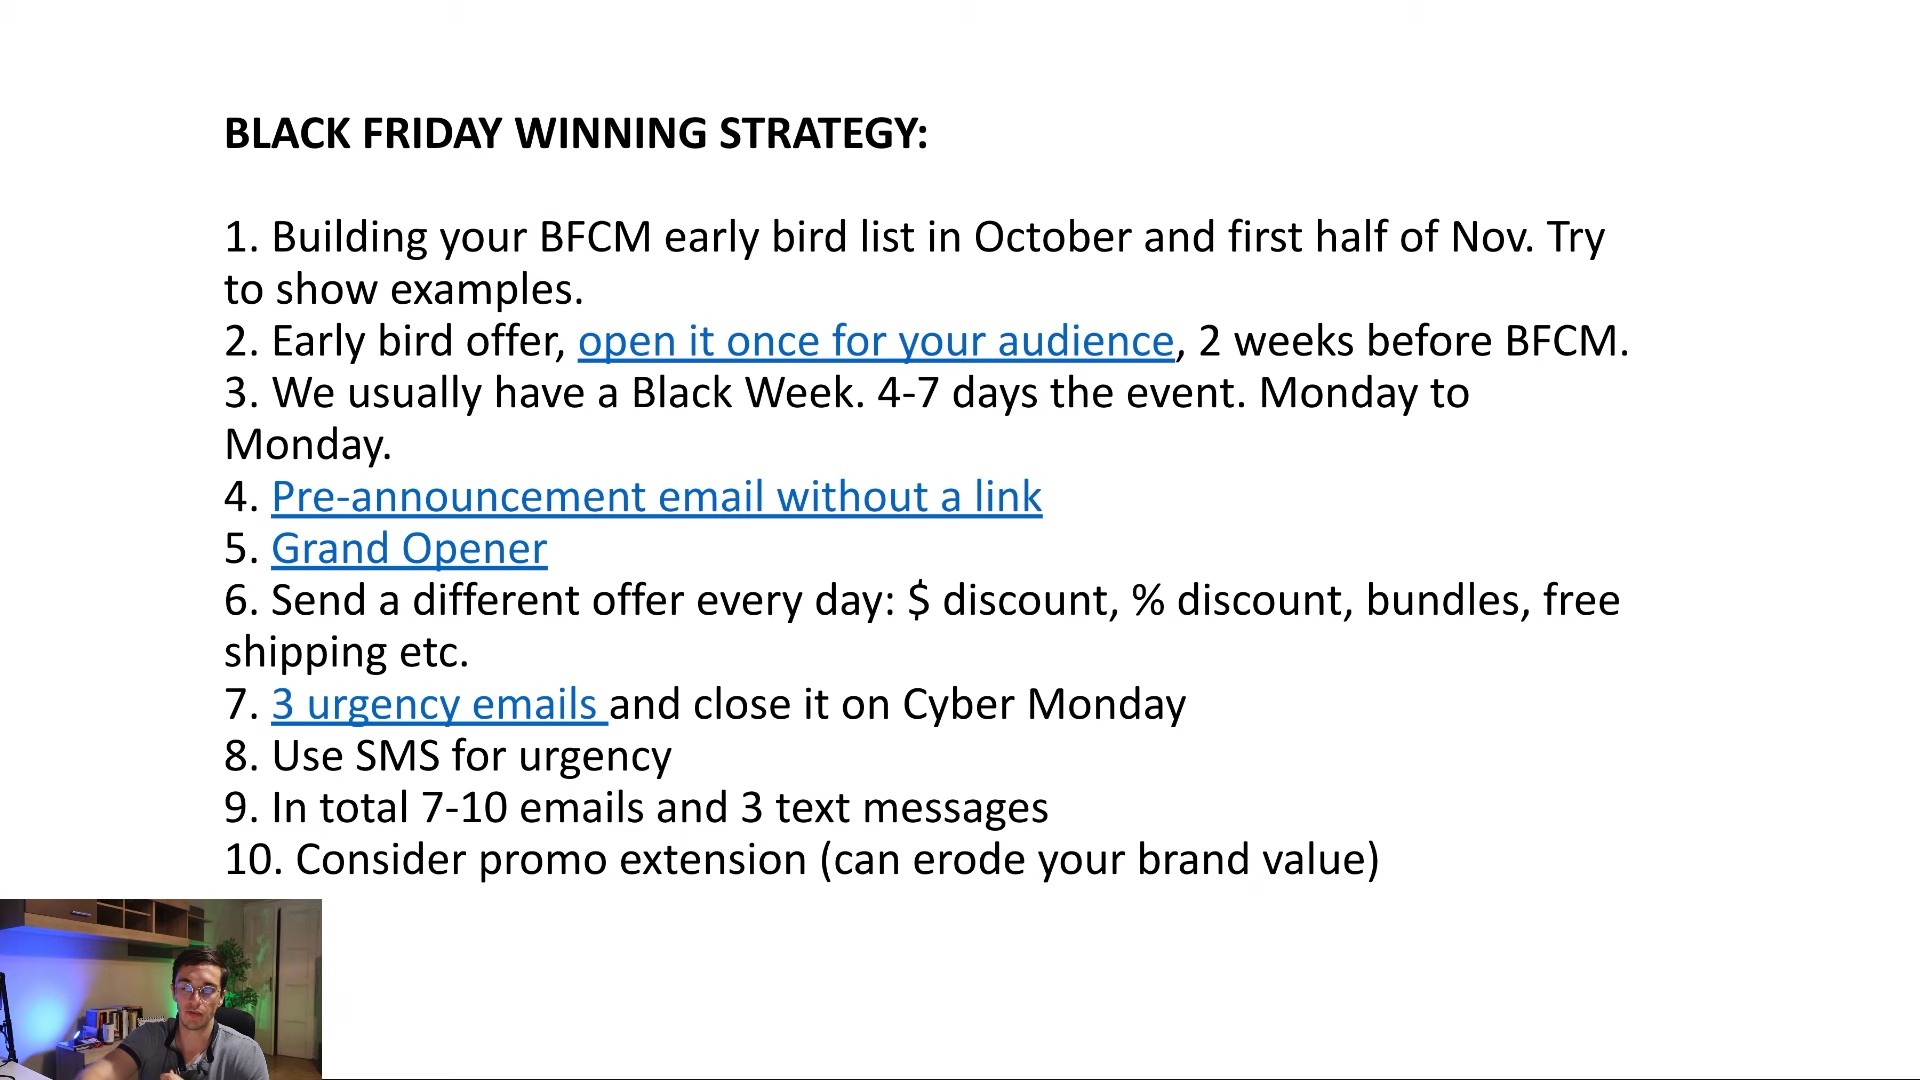 BLACK FRIDAY WINNING STRATEGY:
1. Building your BFCM early bird list in October and first half of Nov. Try
to show examples.
2. Early bird offer, open it once for your audience, 2 weeks before BFCM.
3. We usually have a Black Week. 4-7 days the event. Monday to
Monday.
4. Pre-announcement email without a link
5. Grand Opener
6. Send a different offer every day: $ discount, % discount, bundles, free
shipping etc.
7. 3 urgency emails and close it on Cyber Monday
8. Use SMS for urgency
9. In total 7-10 emails and 3 text messages
10. Consider promo extension (can erode your brand value)